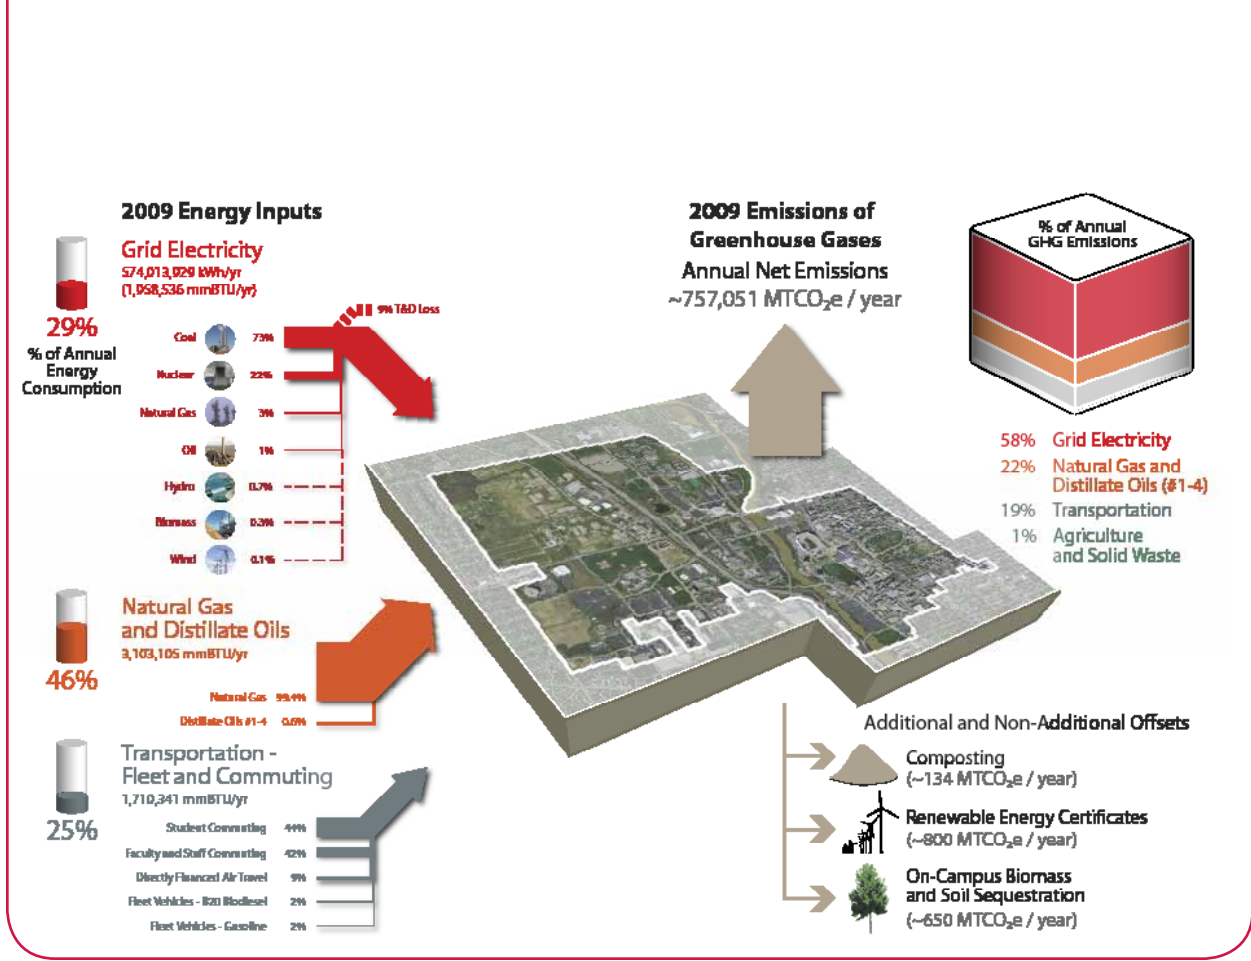 2009 Energy Inputs
Grid Electricity
574,013,929 kWh/yr
(1,958,536 mmBTU/yr)
29%
% of Annual
Energy
Consumption
9% T&D Loss
Coal 73%
Nuclear 22%
Natural Gas 3%
Oil 1%
Hydro 0.7%
Biomass 0.3%
Wind 0.1%
Natural Gas
and Distillate Oils
3,103,105 mmBTU/yr
46%
Natural Gas 99.4%
Distillate Oils #1-4 0.6%
Transportation -
Fleet and Commuting
1,710,341 mmBTU/yr
25%
Student Commuting 44%
Faculty and Staff Commuting 42%
Directly Financed Air Travel 9%
Fleet Vehicles - B20 Biodiesel 2%
Fleet Vehicles - Gasoline 2%
2009 Emissions of
Greenhouse Gases
Annual Net Emissions
~757,051 MTCO₂e / year
% of Annual
GHG Emissions
58% Grid Electricity
22% Natural Gas and
Distillate Oils (#1-4)
19% Transportation
1% Agriculture
and Solid Waste
Additional and Non-Additional Offsets
Composting
(~134 MTCO₂e / year)
Renewable Energy Certificates
(~800 MTCO₂e / year)
On-Campus Biomass
and Soil Sequestration
(~650 MTCO₂e / year)